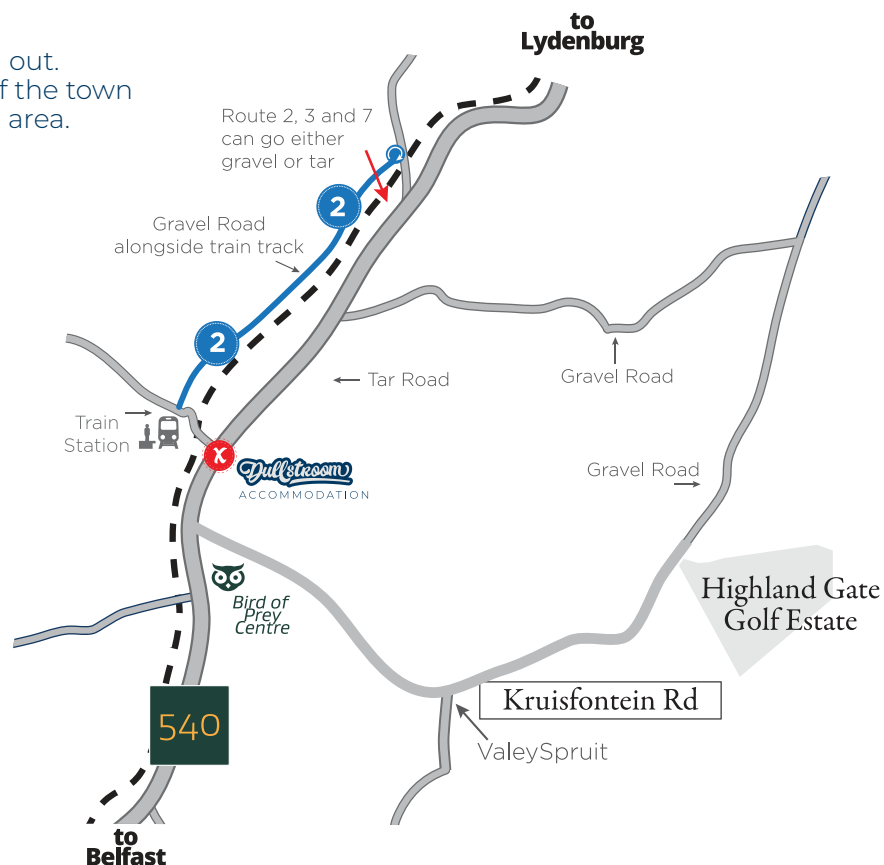 to
Lydenburg
out.
f the town
area.
Route 2, 3 and 7
can go either
gravel or tar
2
Gravel Road
alongside train track
2
Tar Road
Gravel Road
Train
Station
X
Dullstroom
ACCOMMODATION
Gravel Road
Bird of
Prey
Centre
Highland Gate
Golf Estate
Kruisfontein Rd
540
ValeySpruit
to
Belfast